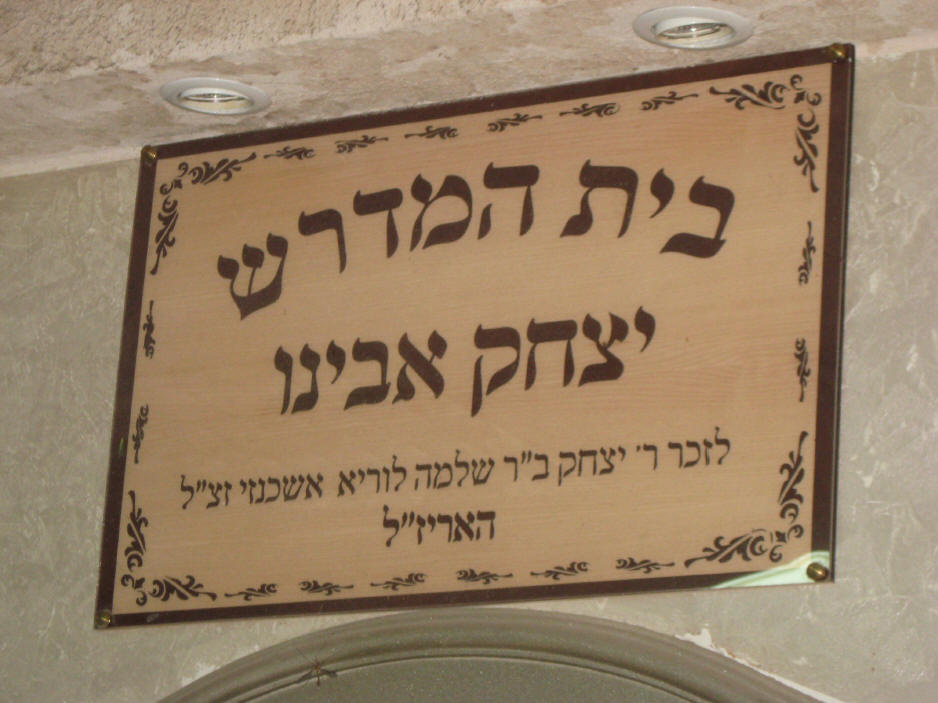 בית המדרש
יצחק אבינו
לזכר ר׳ יצחק ב״ר שלמה לוריא אשכנזי זצ״ל
האריז״ל